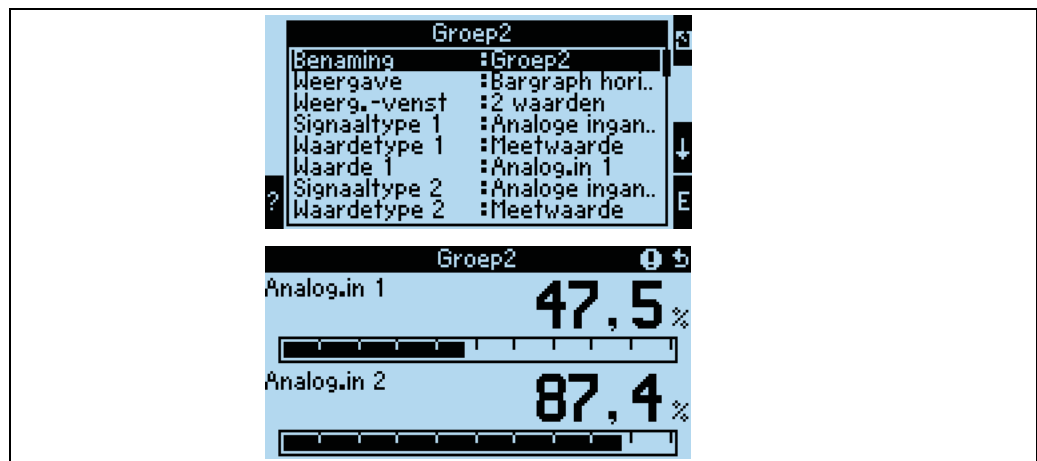 Groep2
Benaming :Groep2
Weergave :Bargraph hori..
Weerg.-venst :2 waarden
Signaaltype 1 :Analoge ingan..
Waardetype 1 :Meetwaarde
Waarde 1 :Analog.in 1
Signaaltype 2 :Analoge ingan..
Waardetype 2 :Meetwaarde
?
E
Groep2
Analog.in 1 47,5 %
Analog.in 2 87,4 %